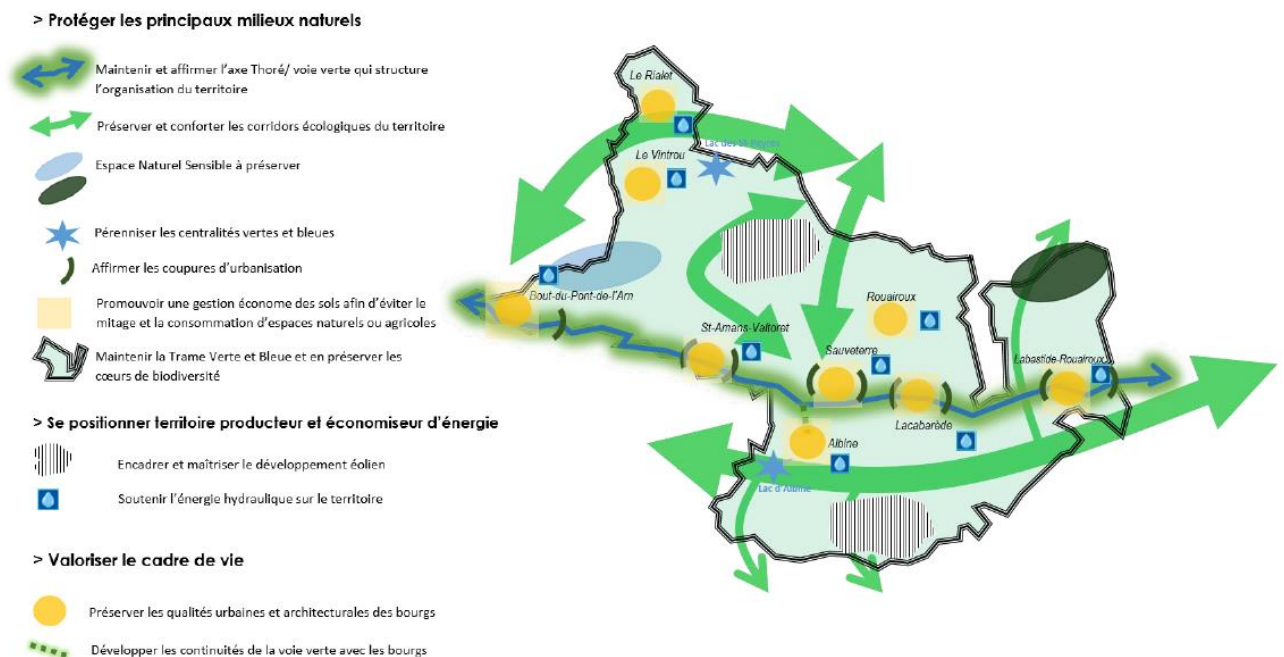 > Protéger les principaux milieux naturels
Maintenir et affirmer l'axe Thoré/ voie verte qui structure
l'organisation du territoire
Préserver et conforter les corridors écologiques du territoire
Espace Naturel Sensible à préserver
Pérenniser les centralités vertes et bleues
Affirmer les coupures d'urbanisation
Promouvoir une gestion économe des sols afin d'éviter le
mitage et la consommation d'espaces naturels ou agricoles
Maintenir la Trame Verte et Bleue et en préserver les
cœurs de biodiversité
> Se positionner territoire producteur et économiseur d'énergie
Encadrer et maîtriser le développement éolien
Soutenir l'énergie hydraulique sur le territoire
> Valoriser le cadre de vie
Préserver les qualités urbaines et architecturales des bourgs
Développer les continuités de la voie verte avec les bourgs
Le Rialet
Lac des St-Peyres
Le Vintrou
Bout-du-Pont-de-l'Arn
Rouairoux
St-Amans-Valtoret
Sauveterre
Labastide-Rouairoux
Lacabarède
Albine
Lac d'Albine